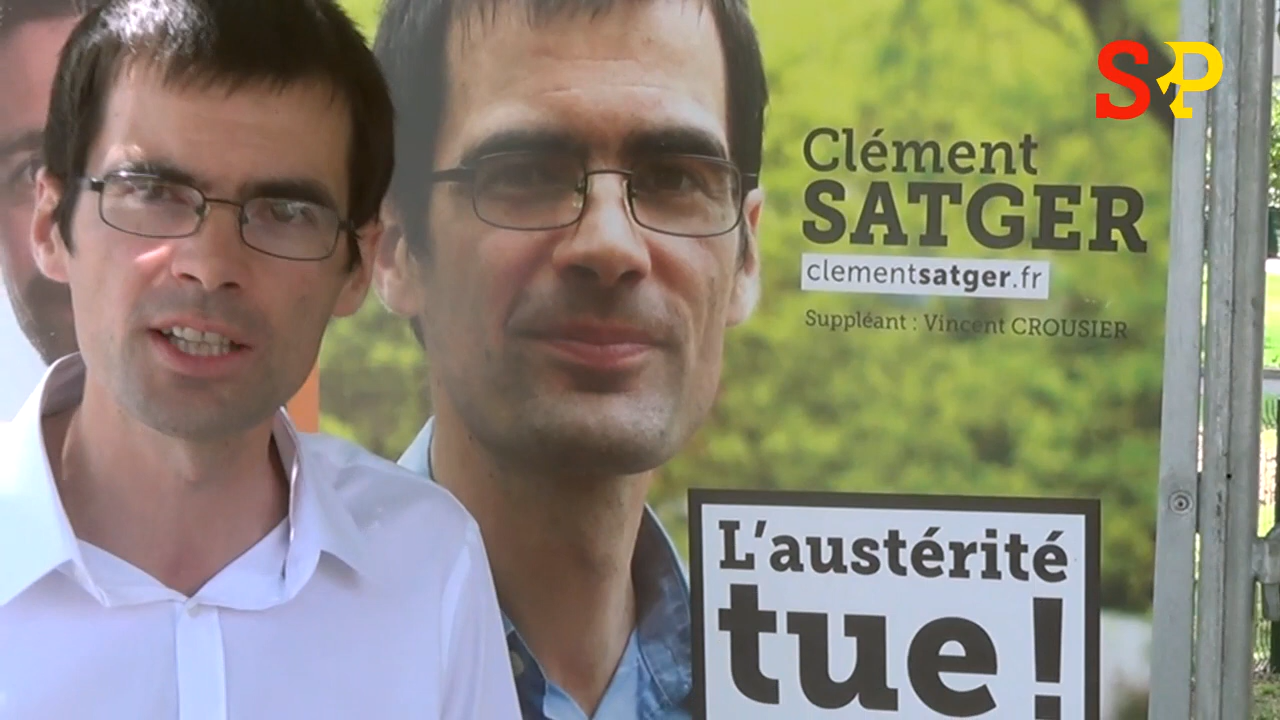 SP
Clément
SATGER
clementsatger.fr
Suppléant : Vincent CROUSIER
L'austérité
tue !